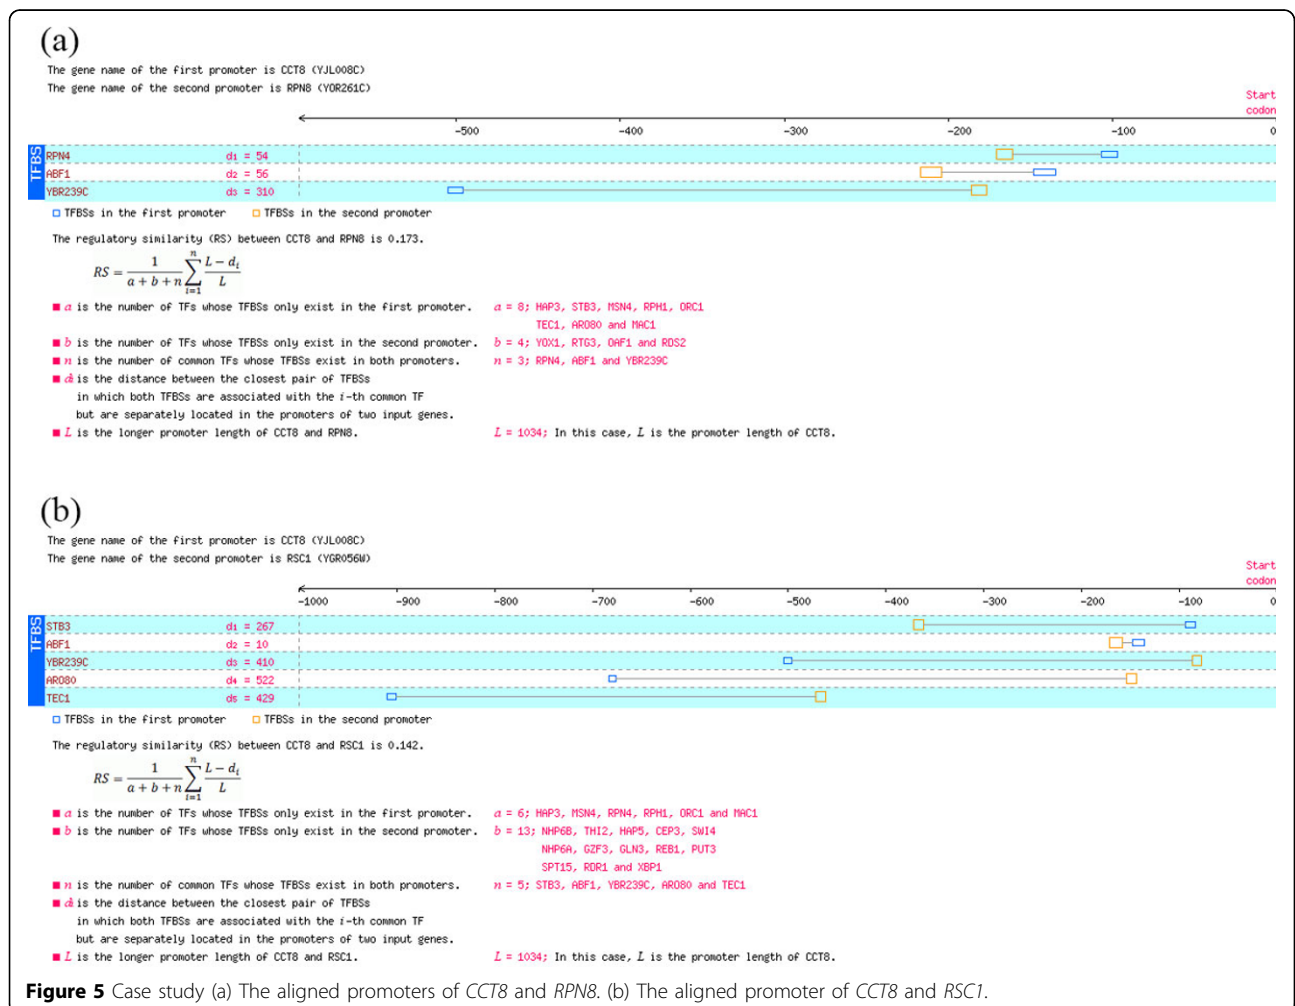 (a)
The gene name of the first promoter is CCT8 (YJL008C)
The gene name of the second promoter is RPN8 (YOR261C)
Start
codon
-500 -400 -300 -200 -100 0
TFBS
RPN4 d1 = 54
ABF1 d2 = 56
YBR239C d3 = 310
TFBSs in the first promoter TFBSs in the second promoter
The regulatory similarity (RS) between CCT8 and RPN8 is 0.173.
RS = 1/(a + b + n) ∑_{i=1}^{n} (L − d_i)/L
a is the number of TFs whose TFBSs only exist in the first promoter. a = 8; HAP3, STB3, MSN4, RPH1, ORC1
TEC1, ARO80 and MAC1
b is the number of TFs whose TFBSs only exist in the second promoter. b = 4; YOX1, RTG3, OAF1 and RDS2
n is the number of common TFs whose TFBSs exist in both promoters. n = 3; RPN4, ABF1 and YBR239C
di is the distance between the closest pair of TFBSs
in which both TFBSs are associated with the i-th common TF
but are separately located in the promoters of two input genes.
L is the longer promoter length of CCT8 and RPN8. L = 1034; In this case, L is the promoter length of CCT8.
(b)
The gene name of the first promoter is CCT8 (YJL008C)
The gene name of the second promoter is RSC1 (YGR056W)
Start
codon
-1000 -900 -800 -700 -600 -500 -400 -300 -200 -100 0
TFBS
STB3 d1 = 267
ABF1 d2 = 10
YBR239C d3 = 410
ARO80 d4 = 522
TEC1 d5 = 429
TFBSs in the first promoter TFBSs in the second promoter
The regulatory similarity (RS) between CCT8 and RSC1 is 0.142.
RS = 1/(a + b + n) ∑_{i=1}^{n} (L − d_i)/L
a is the number of TFs whose TFBSs only exist in the first promoter. a = 6; HAP3, MSN4, RPN4, RPH1, ORC1 and MAC1
b is the number of TFs whose TFBSs only exist in the second promoter. b = 13; NHP6B, THI2, HAP5, CEP3, SWI4
NHP6A, GZF3, GLN3, REB1, PUT3
SPT15, RDR1 and XBP1
n is the number of common TFs whose TFBSs exist in both promoters. n = 5; STB3, ABF1, YBR239C, ARO80 and TEC1
di is the distance between the closest pair of TFBSs
in which both TFBSs are associated with the i-th common TF
but are separately located in the promoters of two input genes.
L is the longer promoter length of CCT8 and RSC1. L = 1034; In this case, L is the promoter length of CCT8.
Figure 5 Case study (a) The aligned promoters of CCT8 and RPN8. (b) The aligned promoter of CCT8 and RSC1.